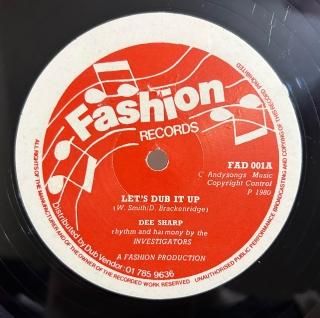 Fashion
RECORDS
FAD 001A
C Andysongs Music
Copyright Control
P 1980
LET'S DUB IT UP
(W. Smith/D. Brackenridge)
DEE SHARP
rhythm and harmony by the
INVESTIGATORS
A FASHION PRODUCTION
Distributed by Dub Vendor: 01 785 9636
ALL RIGHTS OF THE MANUFACTURER AND OF THE OWNER OF THE RECORDED WORK RESERVED
UNAUTHORISED PUBLIC PERFORMANCE BROADCASTING AND COPYING OF THIS RECORD PROHIBITED